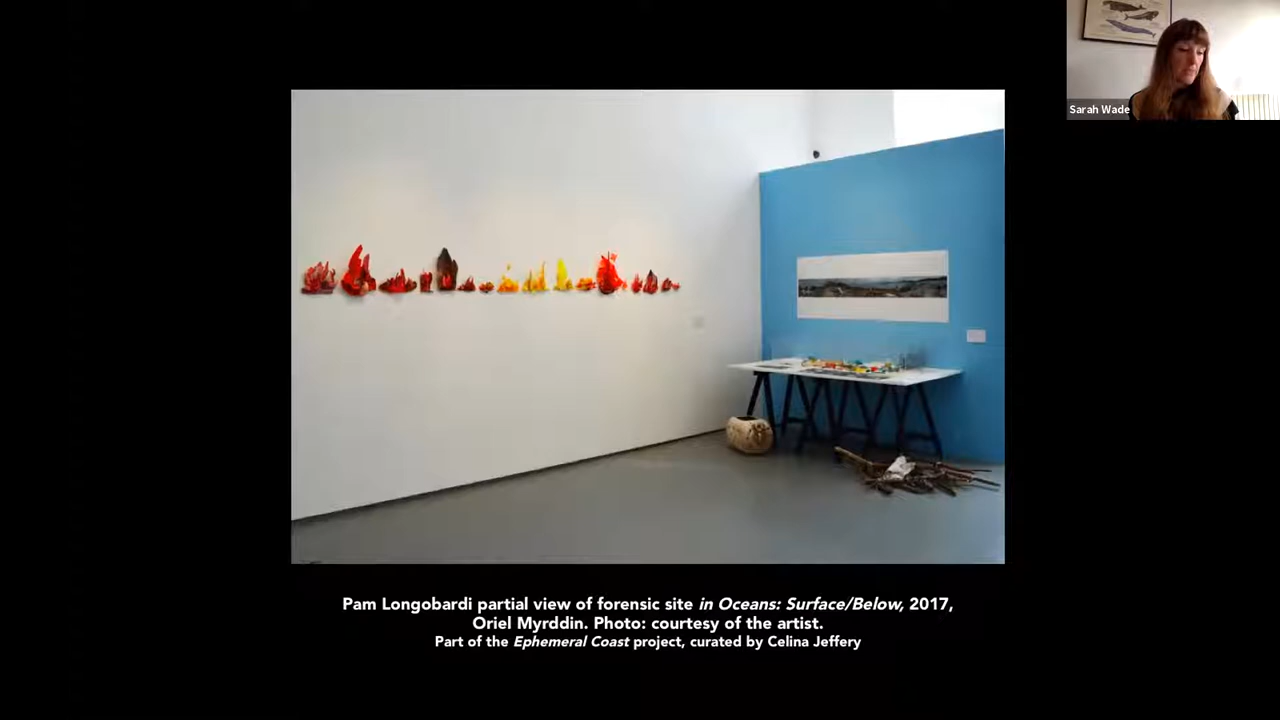 Sarah Wade
Pam Longobardi partial view of forensic site in Oceans: Surface/Below, 2017,
Oriel Myrddin. Photo: courtesy of the artist.
Part of the Ephemeral Coast project, curated by Celina Jeffery